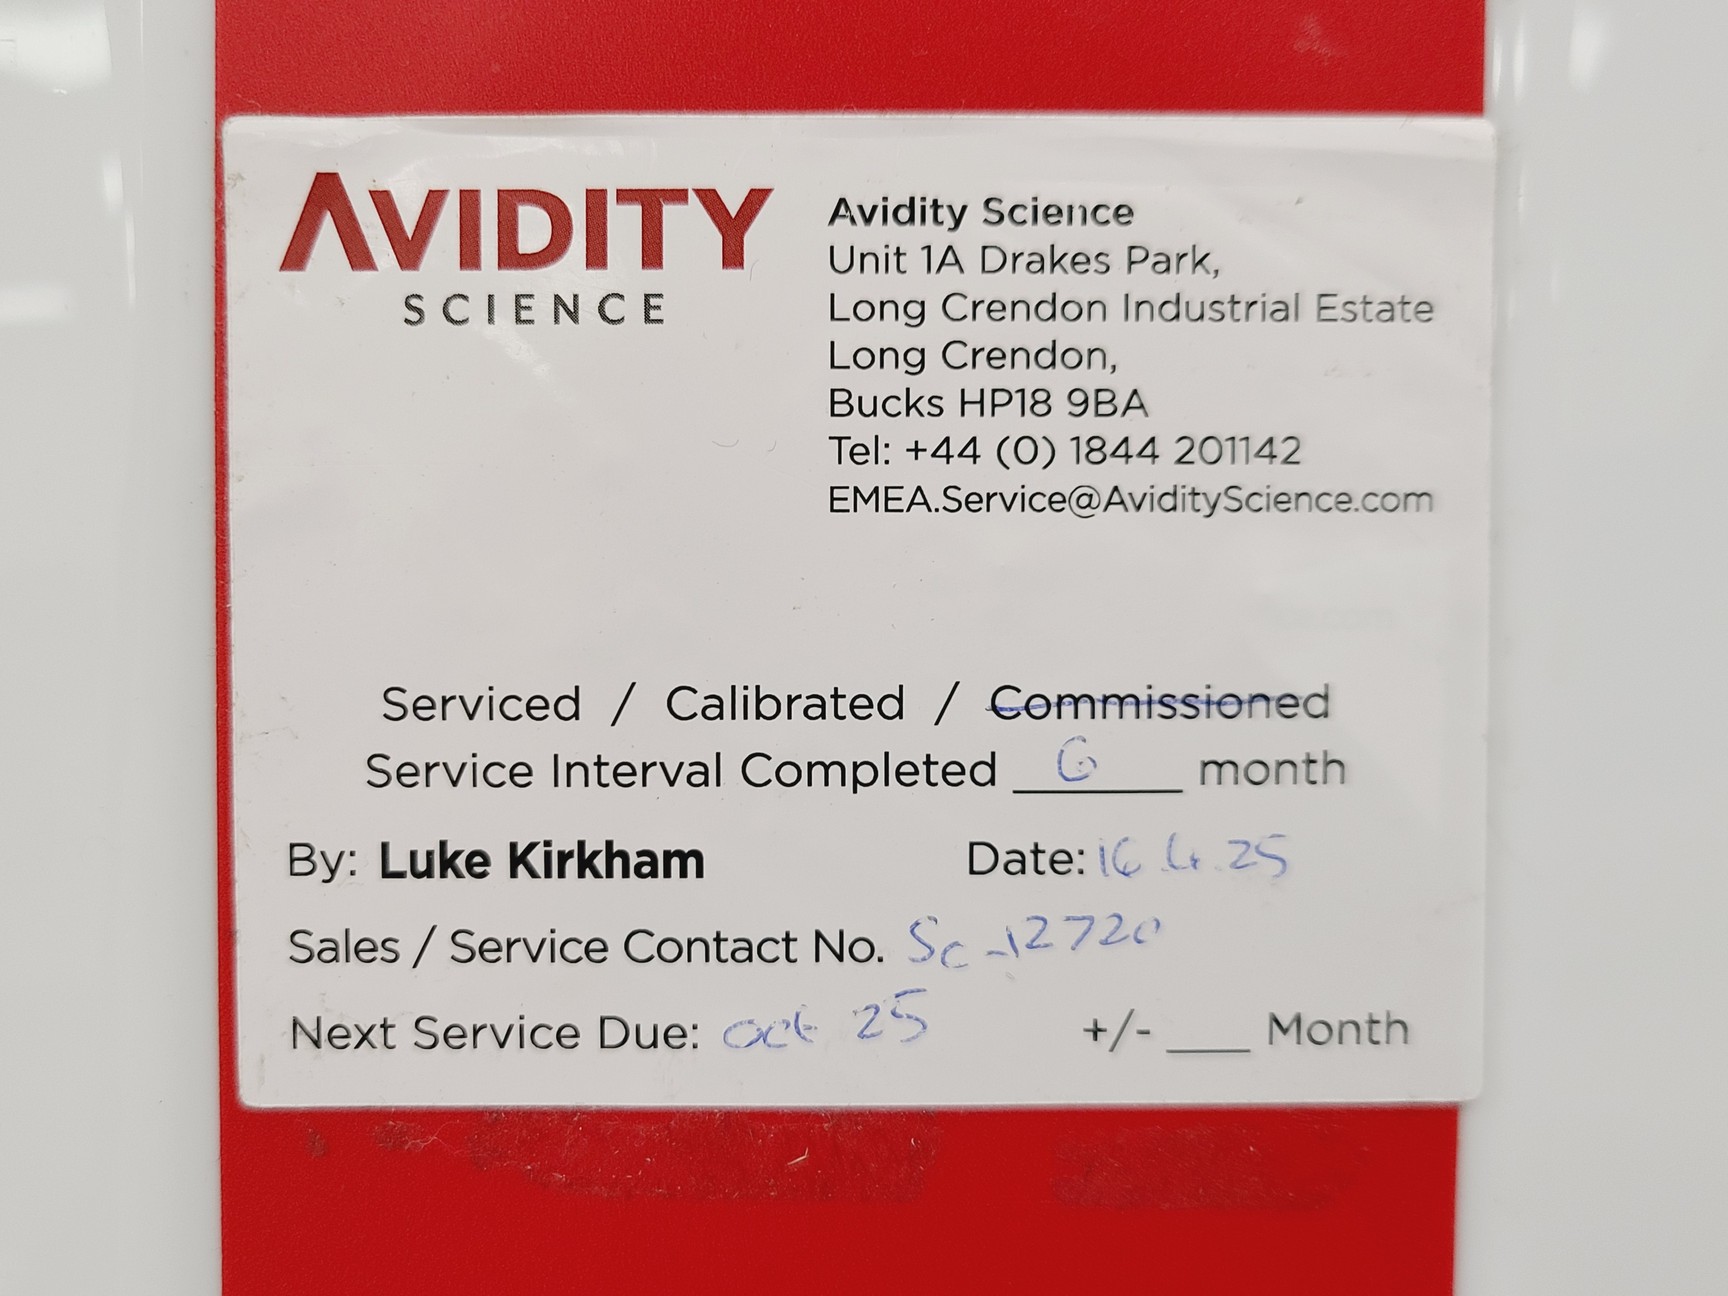 AVIDITY
SCIENCE
Avidity Science
Unit 1A Drakes Park,
Long Crendon Industrial Estate
Long Crendon,
Bucks HP18 9BA
Tel: +44 (0) 1844 201142
EMEA.Service@AvidityScience.com
Serviced / Calibrated / Commissioned
Service Interval Completed 6 month
By: Luke Kirkham Date: 16.4.25
Sales / Service Contact No. Sc-12720
Next Service Due: oct 25 +/- ___ Month